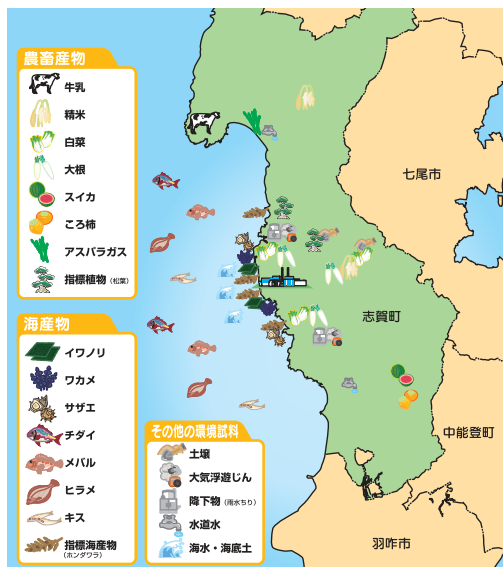 農畜産物
牛乳
精米
白菜
大根
スイカ
ころ柿
アスパラガス
指標植物 (松葉)
海産物
イワノリ
ワカメ
サザエ
チダイ
メバル
ヒラメ
キス
指標海産物
(ホンダワラ)
その他の環境試料
土壌
大気浮遊じん
降下物 (雨水ちり)
水道水
海水・海底土
七尾市
志賀町
中能登町
羽咋市